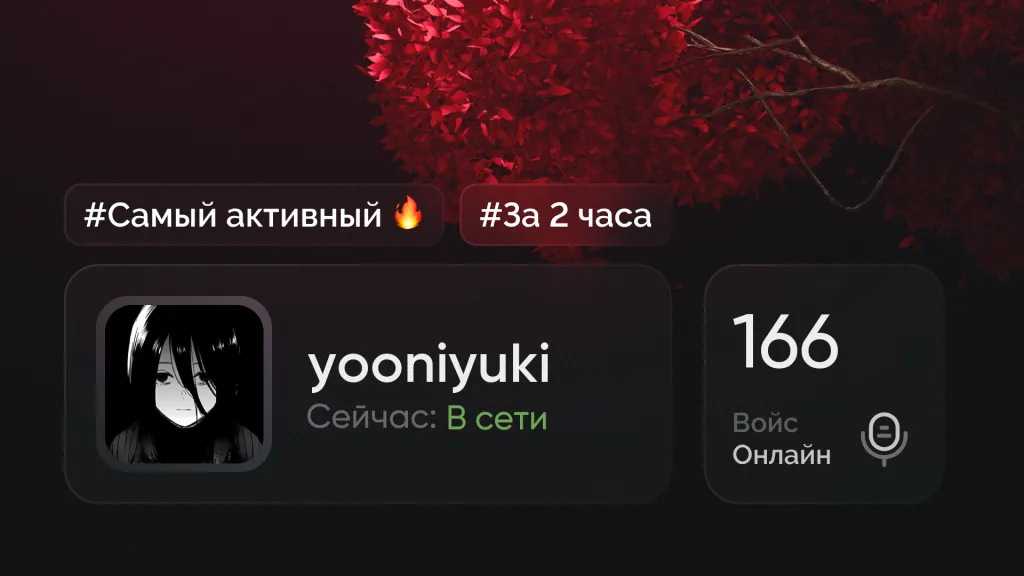 #Самый активный 🔥
#За 2 часа
yooniyuki
Сейчас: В сети
166
Войс
Онлайн